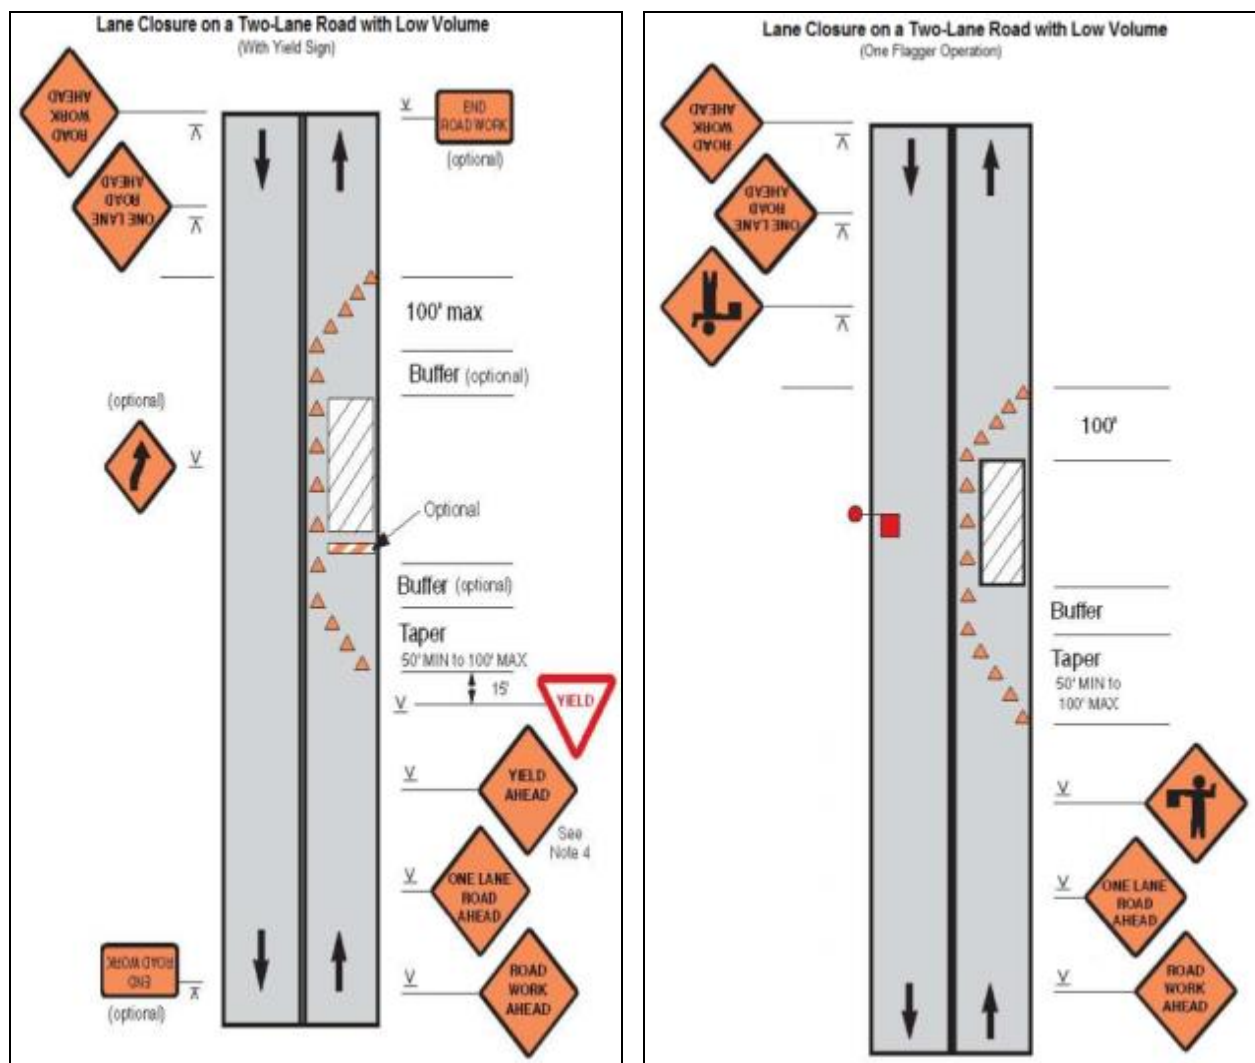 Lane Closure on a Two-Lane Road with Low Volume
(With Yield Sign)
ROAD
WORK
AHEAD
END
ROAD WORK
(optional)
ONE LANE
ROAD
AHEAD
100' max
Buffer (optional)
(optional)
Optional
Buffer (optional)
Taper
50' MIN to 100' MAX
15'
YIELD
YIELD
AHEAD
See
Note 4
ONE LANE
ROAD
AHEAD
END
ROAD WORK
(optional)
ROAD
WORK
AHEAD
Lane Closure on a Two-Lane Road with Low Volume
(One Flagger Operation)
ROAD
WORK
AHEAD
ONE LANE
ROAD
AHEAD
100'
Buffer
Taper
50' MIN to
100' MAX
ONE LANE
ROAD
AHEAD
ROAD
WORK
AHEAD